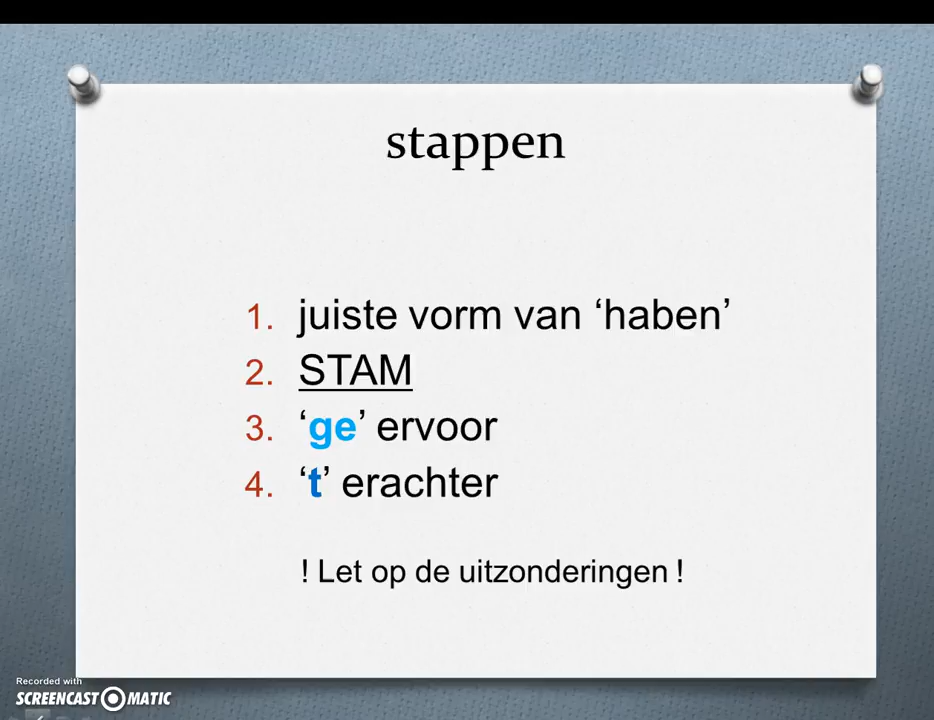 stappen
1. juiste vorm van ‘haben’
2. STAM
3. ‘ge’ ervoor
4. ‘t’ erachter
! Let op de uitzonderingen !
Recorded with
SCREENCAST MATIC